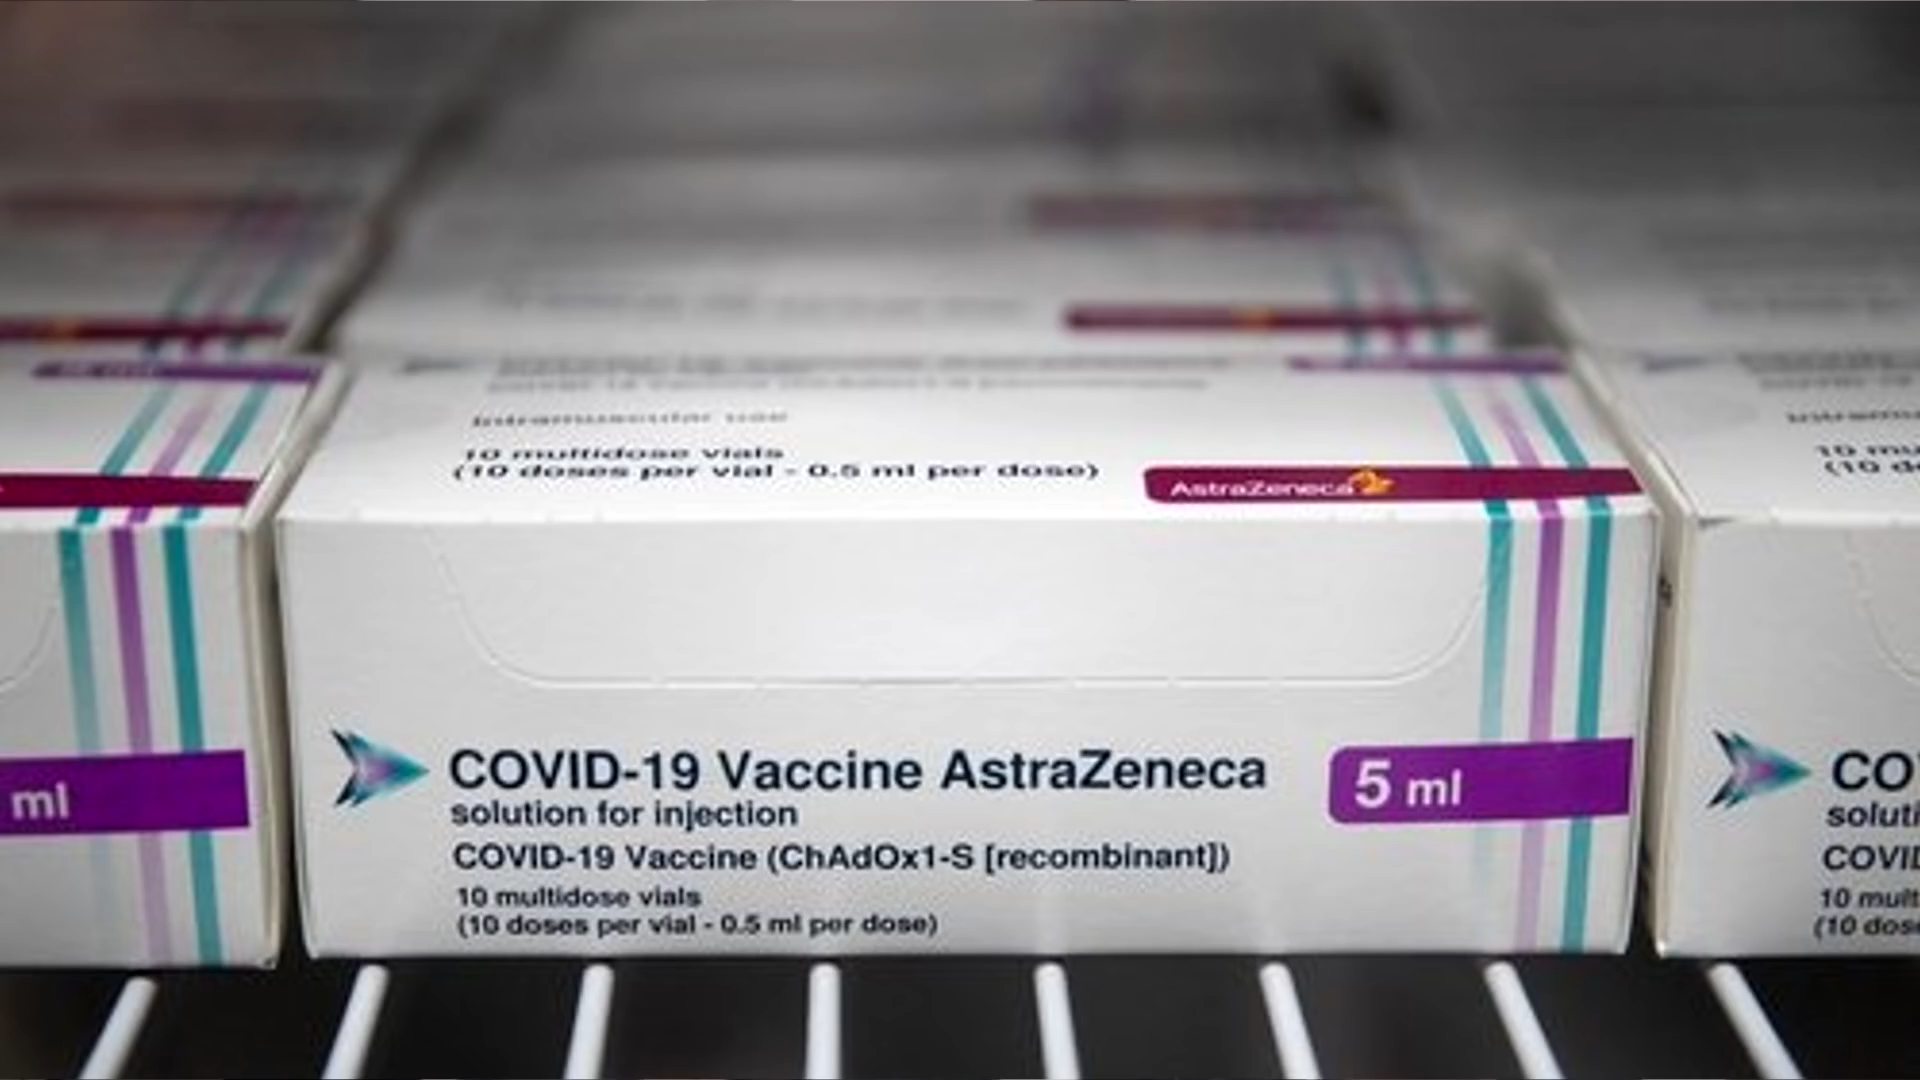 Intramuscular use
10 multidose vials
(10 doses per vial - 0.5 ml per dose)
AstraZeneca
COVID-19 Vaccine AstraZeneca
solution for injection
COVID-19 Vaccine (ChAdOx1-S [recombinant])
10 multidose vials
(10 doses per vial - 0.5 ml per dose)
5 ml
ml